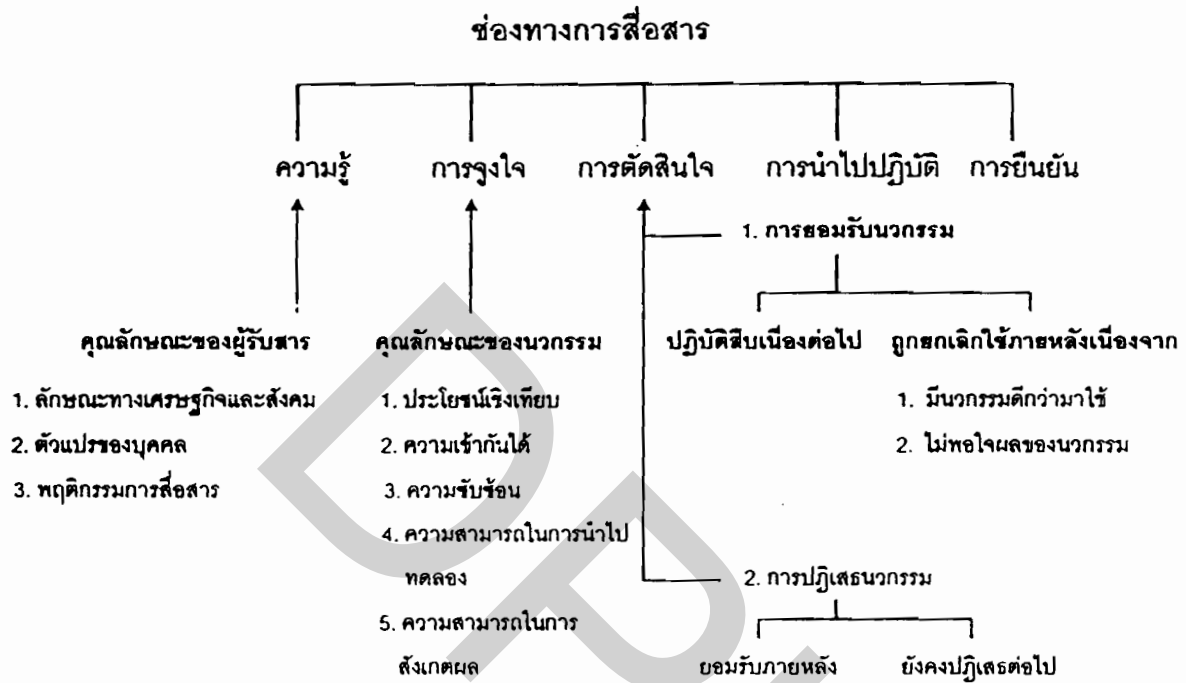 ช่องทางการสื่อสาร
ความรู้ การจูงใจ การตัดสินใจ การนำไปปฏิบัติ การยืนยัน
1. การยอมรับนวกรรม
คุณลักษณะของผู้รับสาร คุณลักษณะของนวกรรม ปฏิบัติสืบเนื่องต่อไป ถูกยกเลิกใช้ภายหลังเนื่องจาก
1. ลักษณะทางเศรษฐกิจและสังคม 1. ประโยชน์เชิงเทียบ 1. มีนวกรรมดีกว่ามาใช้
2. ตัวแปรของบุคคล 2. ความเข้ากันได้ 2. ไม่พอใจผลของนวกรรม
3. พฤติกรรมการสื่อสาร 3. ความซับซ้อน
4. ความสามารถในการนำไป
ทดลอง 2. การปฏิเสธนวกรรม
5. ความสามารถในการ
สังเกตผล ยอมรับภายหลัง ยังคงปฏิเสธต่อไป